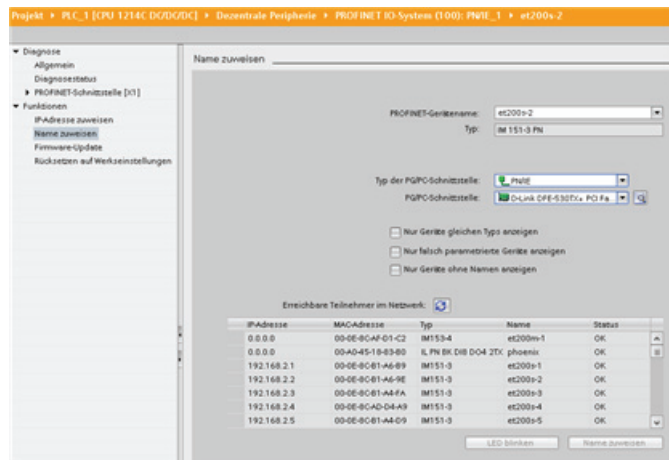 Projekt ▸ PLC_1 [CPU 1214C DC/DC/DC] ▸ Dezentrale Peripherie ▸ PROFINET IO-System (100): PN/IE_1 ▸ et200s-2
Diagnose
Allgemein
Diagnosestatus
PROFINET-Schnittstelle [X1]
Funktionen
IP-Adresse zuweisen
Name zuweisen
Firmware-Update
Rücksetzen auf Werkseinstellungen
Name zuweisen
PROFINET-Gerätename: et200s-2
Typ: IM 151-3 PN
Typ der PG/PC-Schnittstelle: PN/IE
PG/PC-Schnittstelle: D-Link DFE-530TX+ PCI Fa...
Nur Geräte gleichen Typs anzeigen
Nur falsch parametrierte Geräte anzeigen
Nur Geräte ohne Namen anzeigen
Erreichbare Teilnehmer im Netzwerk:
IP-Adresse MAC-Adresse Typ Name Status
0.0.0.0 00-0E-8C-AF-D1-C2 IM153-4 et200m-1 OK
0.0.0.0 00-A0-45-18-83-80 IL PN BK DI8 DO4 2TX phoenix OK
192.168.2.1 00-0E-8C-81-A6-B9 IM151-3 et200s-1 OK
192.168.2.2 00-0E-8C-81-A6-9E IM151-3 et200s-2 OK
192.168.2.3 00-0E-8C-81-A4-FA IM151-3 et200s-3 OK
192.168.2.4 00-0E-8C-AD-D4-A9 IM151-3 et200s-4 OK
192.168.2.5 00-0E-8C-81-A4-D9 IM151-3 et200s-5 OK
LED blinken Name zuweisen